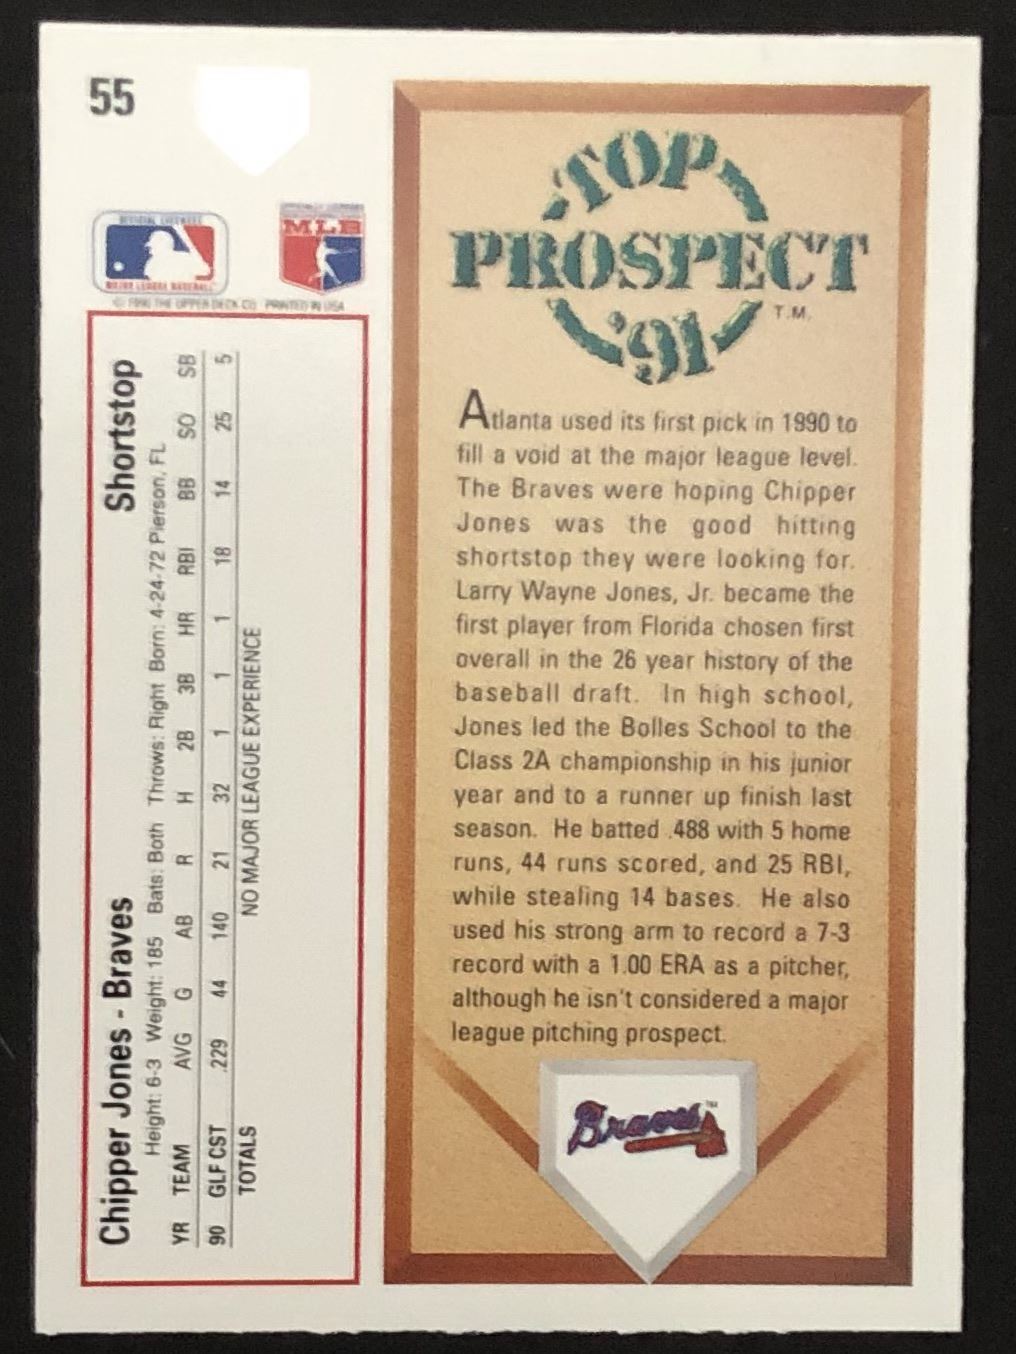 55
OFFICIAL LICENSEE
MAJOR LEAGUE BASEBALL
MLB
© 1990 THE UPPER DECK CO. PRINTED IN USA
Chipper Jones - Braves Shortstop
Height: 6-3 Weight: 185 Bats: Both Throws: Right Born: 4-24-72 Pierson, FL
YR TEAM AVG G AB R H 2B 3B HR RBI BB SO SB
90 GLF CST .229 44 140 21 32 1 1 1 18 14 25 5
TOTALS NO MAJOR LEAGUE EXPERIENCE
TOP
PROSPECT
'91
T.M.
Atlanta used its first pick in 1990 to
fill a void at the major league level.
The Braves were hoping Chipper
Jones was the good hitting
shortstop they were looking for.
Larry Wayne Jones, Jr. became the
first player from Florida chosen first
overall in the 26 year history of the
baseball draft. In high school,
Jones led the Bolles School to the
Class 2A championship in his junior
year and to a runner up finish last
season. He batted .488 with 5 home
runs, 44 runs scored, and 25 RBI,
while stealing 14 bases. He also
used his strong arm to record a 7-3
record with a 1.00 ERA as a pitcher,
although he isn't considered a major
league pitching prospect.
Braves TM